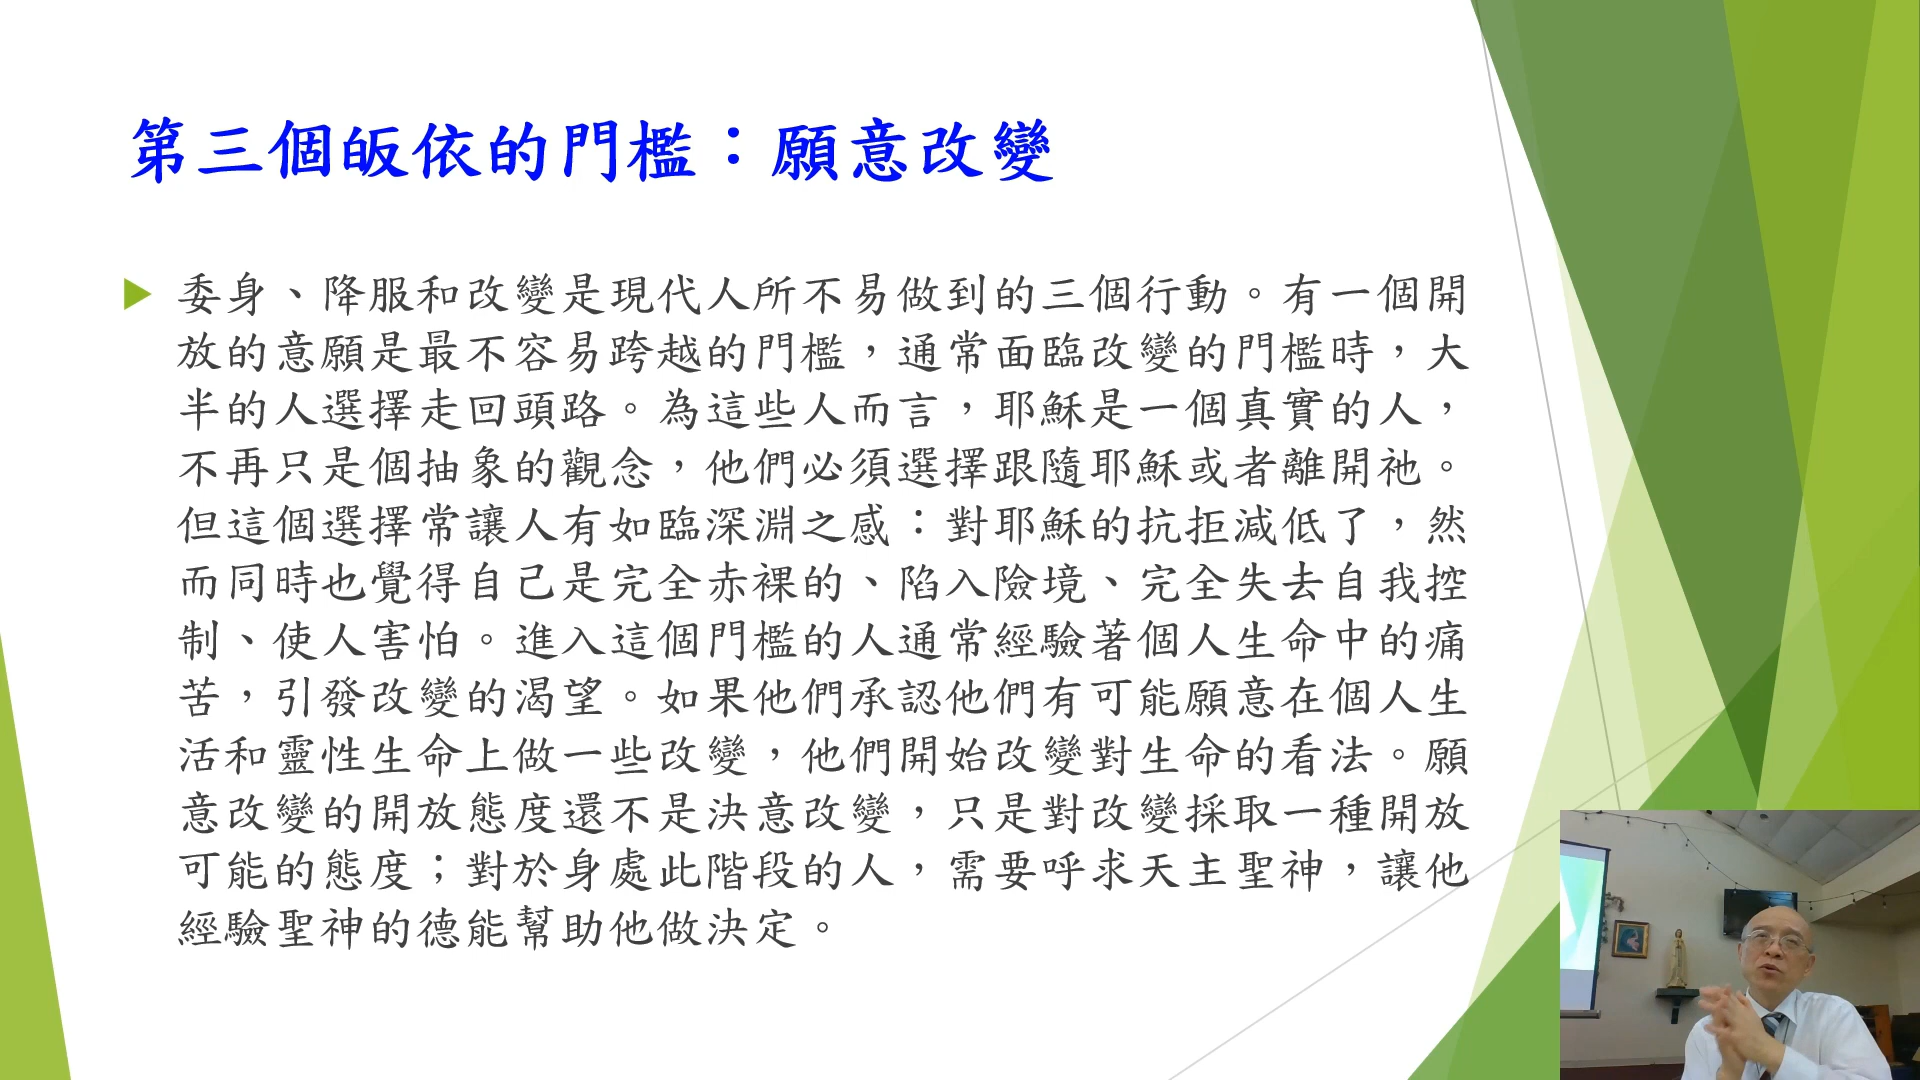 第三個皈依的門檻：願意改變
委身、降服和改變是現代人所不易做到的三個行動。有一個開
放的意願是最不容易跨越的門檻，通常面臨改變的門檻時，大
半的人選擇走回頭路。為這些人而言，耶穌是一個真實的人，
不再只是個抽象的觀念，他們必須選擇跟隨耶穌或者離開祂。
但這個選擇常讓人有如臨深淵之感：對耶穌的抗拒減低了，然
而同時也覺得自己是完全赤裸的、陷入險境、完全失去自我控
制、使人害怕。進入這個門檻的人通常經驗著個人生命中的痛
苦，引發改變的渴望。如果他們承認他們有可能願意在個人生
活和靈性生命上做一些改變，他們開始改變對生命的看法。願
意改變的開放態度還不是決意改變，只是對改變採取一種開放
可能的態度；對於身處此階段的人，需要呼求天主聖神，讓他
經驗聖神的德能幫助他做決定。